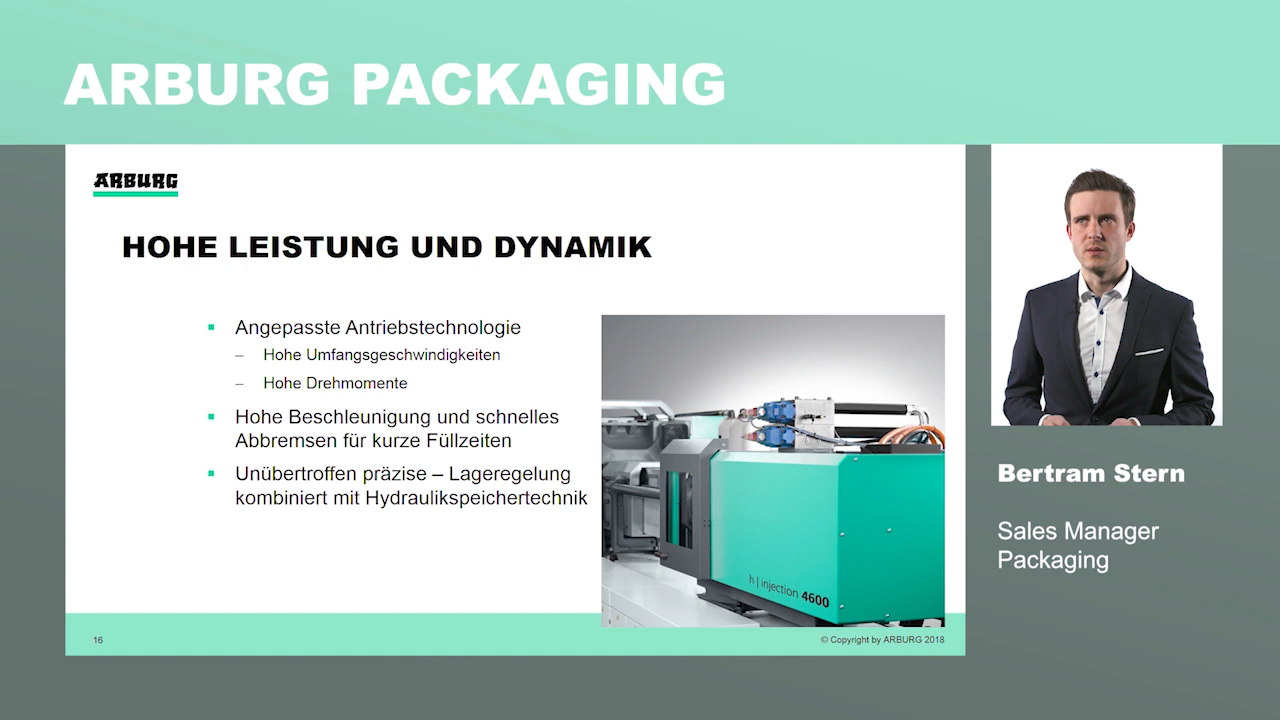 ARBURG PACKAGING
ARBURG
HOHE LEISTUNG UND DYNAMIK
▪ Angepasste Antriebstechnologie
– Hohe Umfangsgeschwindigkeiten
– Hohe Drehmomente
▪ Hohe Beschleunigung und schnelles
Abbremsen für kurze Füllzeiten
▪ Unübertroffen präzise – Lageregelung
kombiniert mit Hydraulikspeichertechnik
h | injection 4600
16
© Copyright by ARBURG 2018
Bertram Stern
Sales Manager
Packaging